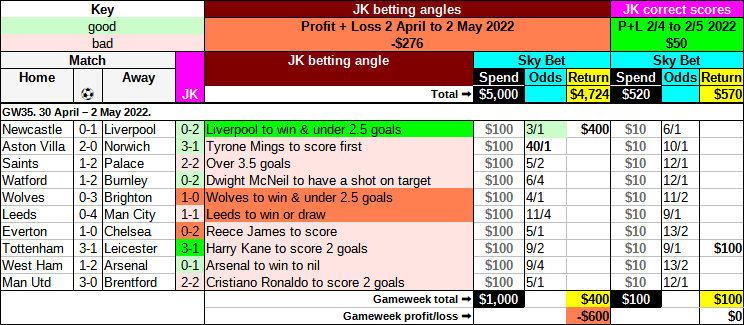 Key JK betting angles JK correct scores
good Profit + Loss 2 April to 2 May 2022 P+L 2/4 to 2/5 2022
bad -$276 $50
Match JK betting angle Sky Bet Sky Bet
Home Away JK Spend Odds Return Spend Odds Return
Total ➡ $5,000 $4,724 $520 $570
GW35. 30 April – 2 May 2022.
Newcastle 0-1 Liverpool 0-2 Liverpool to win & under 2.5 goals $100 3/1 $400 $10 6/1
Aston Villa 2-0 Norwich 3-1 Tyrone Mings to score first $100 40/1 $10 10/1
Saints 1-2 Palace 2-2 Over 3.5 goals $100 5/2 $10 12/1
Watford 1-2 Burnley 0-2 Dwight McNeil to have a shot on target $100 6/4 $10 12/1
Wolves 0-3 Brighton 1-0 Wolves to win & under 2.5 goals $100 4/1 $10 11/2
Leeds 0-4 Man City 1-1 Leeds to win or draw $100 11/4 $10 9/1
Everton 1-0 Chelsea 0-2 Reece James to score $100 5/1 $10 13/2
Tottenham 3-1 Leicester 3-1 Harry Kane to score 2 goals $100 9/2 $10 9/1 $100
West Ham 1-2 Arsenal 0-1 Arsenal to win to nil $100 9/4 $10 13/2
Man Utd 3-0 Brentford 2-2 Cristiano Ronaldo to score 2 goals $100 5/1 $10 12/1
Gameweek total ➡ $1,000 $400 $100 $100
Gameweek profit/loss ➡ -$600 $0